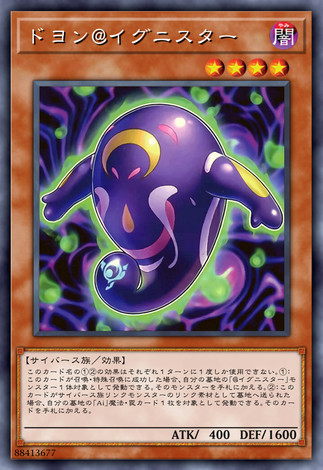 ドヨン@イグニスター
やみ
闇
【サイバース族/効果】
このカード名の①②の効果はそれぞれ1ターンに1度しか使用できない。①:
このカードが召喚・特殊召喚に成功した場合、自分の墓地の「@イグニスター」モ
ンスター1体を対象として発動できる。そのモンスターを手札に加える。②:この
カードがサイバース族リンクモンスターのリンク素材として墓地へ送られた
場合、自分の墓地の「Ai」魔法・罠カード1枚を対象として発動できる。そのカー
ドを手札に加える。
ATK/ 400 DEF/1600
88413677